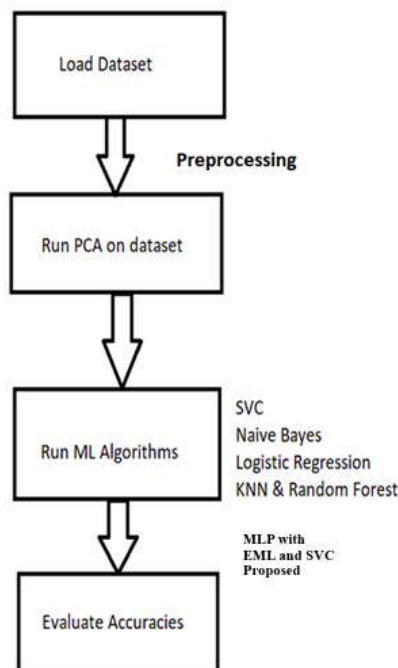 Load Dataset
Preprocessing
Run PCA on dataset
Run ML Algorithms
SVC
Naive Bayes
Logistic Regression
KNN & Random Forest
MLP with
EML and SVC
Proposed
Evaluate Accuracies